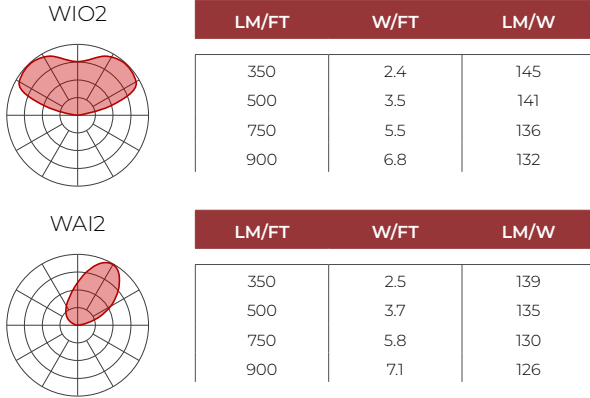 WIO2
LM/FT W/FT LM/W
350 2.4 145
500 3.5 141
750 5.5 136
900 6.8 132
WAI2
LM/FT W/FT LM/W
350 2.5 139
500 3.7 135
750 5.8 130
900 7.1 126